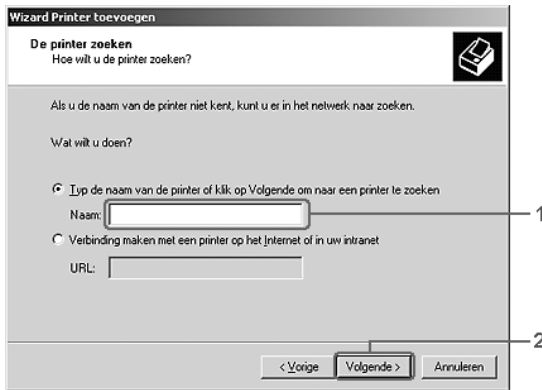 Wizard Printer toevoegen
De printer zoeken
Hoe wilt u de printer zoeken?
Als u de naam van de printer niet kent, kunt u er in het netwerk naar zoeken.
Wat wilt u doen?
Typ de naam van de printer of klik op Volgende om naar een printer te zoeken
Naam:
1
Verbinding maken met een printer op het Internet of in uw intranet
URL:
2
< Vorige
Volgende >
Annuleren